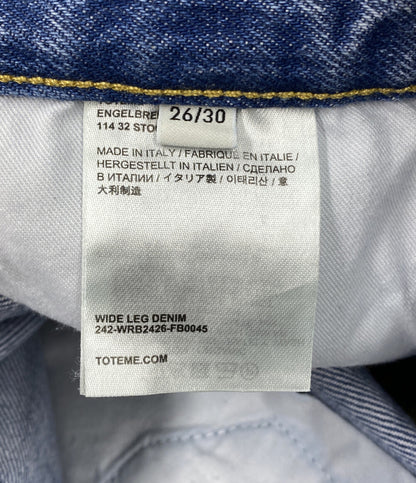 26/30
ENGELBRE
114 32 STO
MADE IN ITALY / FABRIQUÉ EN ITALIE /
HERGESTELLT IN ITALIEN / СДЕЛАНО
В ИТАЛИИ / イタリア製 / 이태리산 / 意
大利制造
WIDE LEG DENIM
242-WRB2426-FB0045
TOTEME.COM